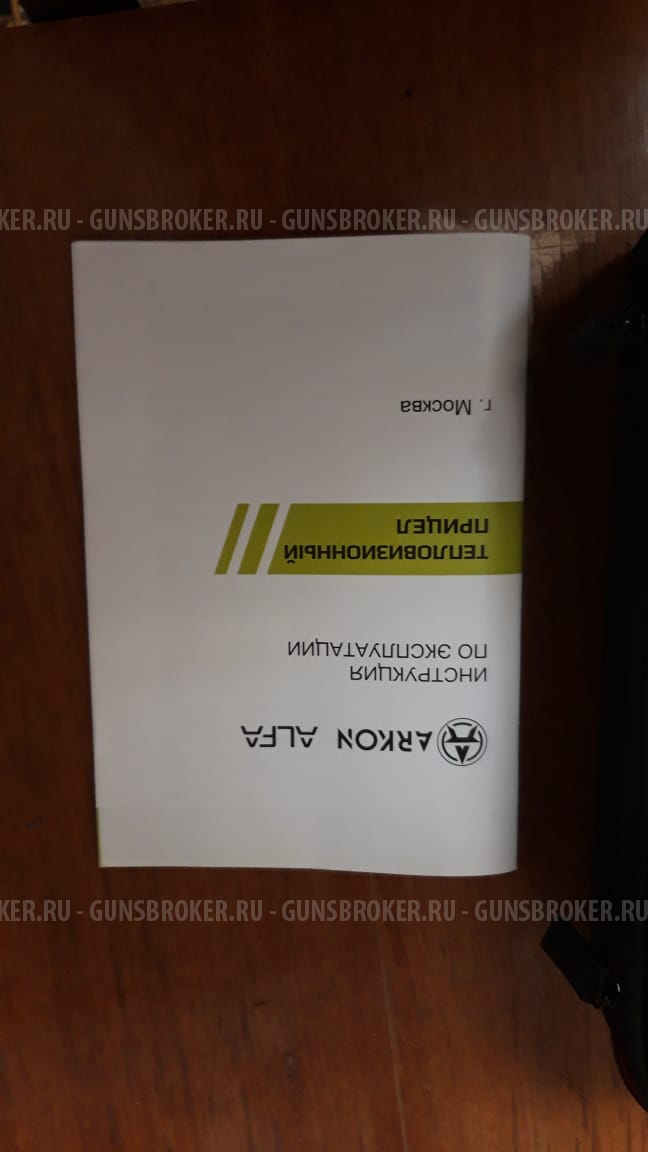 KER.RU - GUNSBROKER.RU - GUNSBROKER.RU - GUNSBROKER.RU
ARKON ALFA
ИНСТРУКЦИЯ
ПО ЭКСПЛУАТАЦИИ
ТЕПЛОВИЗИОННЫЙ
ПРИЦЕЛ
г. Москва
KER.RU - GUNSBROKER.RU - GUNSBROKER.RU - GUNSBROKER.RU